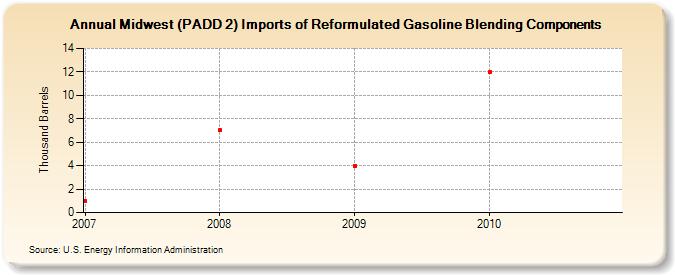 Annual Midwest (PADD 2) Imports of Reformulated Gasoline Blending Components
Thousand Barrels
14
12
10
8
6
4
2
0
2007 2008 2009 2010
Source: U.S. Energy Information Administration